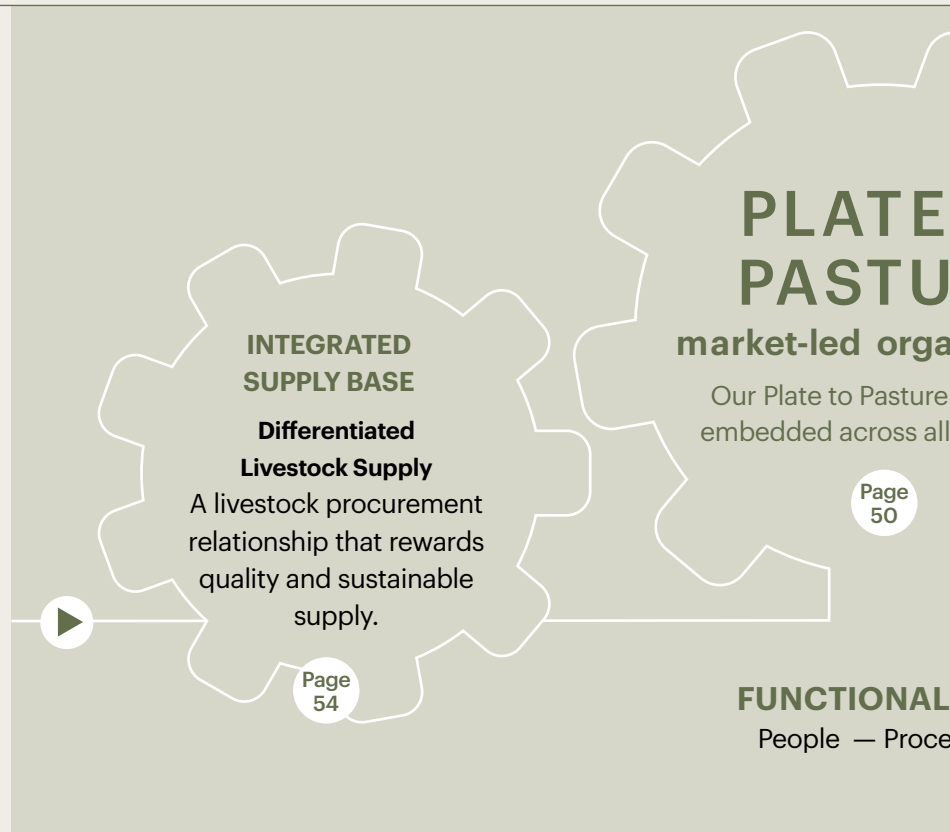 INTEGRATED
SUPPLY BASE
Differentiated
Livestock Supply
A livestock procurement
relationship that rewards
quality and sustainable
supply.
Page
54
PLATE
PASTU
market-led orga
Our Plate to Pasture
embedded across all
Page
50
FUNCTIONAL
People — Proce